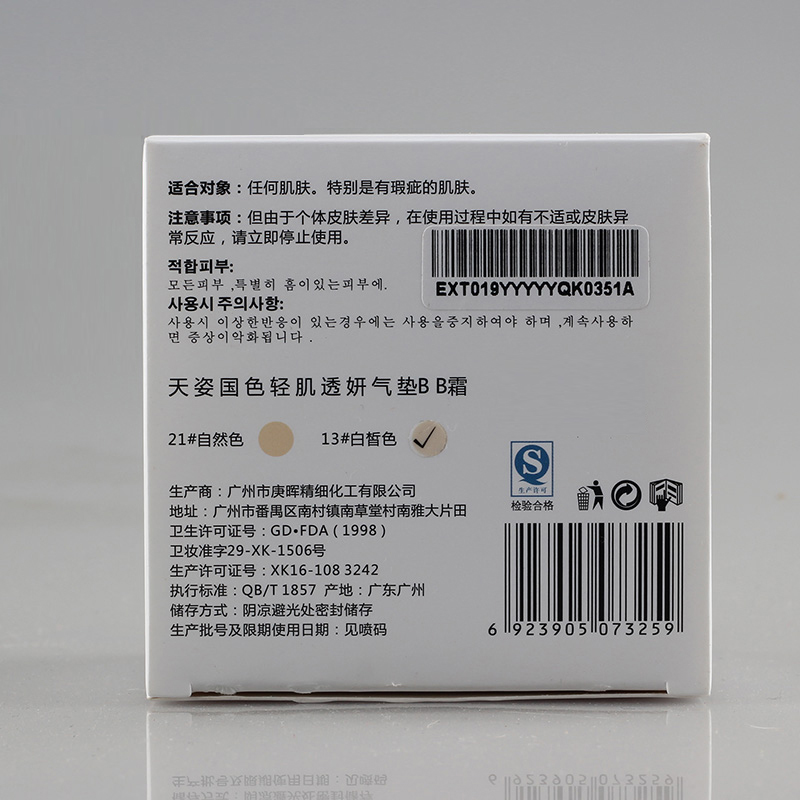 适合对象：任何肌肤。特别是有瑕疵的肌肤。
注意事项：但由于个体皮肤差异，在使用过程中如有不适或皮肤异
常反应，请立即停止使用。
EXT019YYYYYQK0351A
적합피부:
모든피부 ,특별히 흠이있는피부에.
사용시 주의사항:
사용시 이상한반응이 있는경우에는 사용을중지하여야 하며 ,계속사용하
면 증상이악화됩니다 .
天姿国色轻肌透妍气垫B B霜
21#自然色 13#白皙色
生产商：广州市庚晖精细化工有限公司
地址：广州市番禺区南村镇南草堂村南雅大片田
卫生许可证号：GD•FDA ( 1998 )
卫妆准字29-XK-1506号
生产许可证号：XK16-108 3242
执行标准：QB/T 1857 产地：广东广州
储存方式：阴凉避光处密封储存
生产批号及限期使用日期：见喷码
S
生产许可
检验合格
6 923905 073259